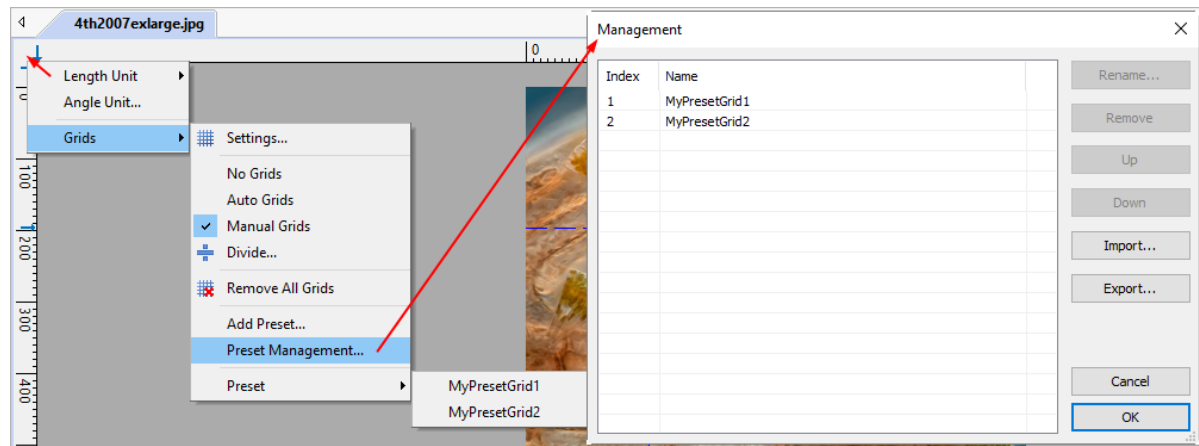 4th2007exlarge.jpg
0
Length Unit
Angle Unit...
Grids
Settings...
No Grids
Auto Grids
Manual Grids
Divide...
Remove All Grids
Add Preset...
Preset Management...
Preset
MyPresetGrid1
MyPresetGrid2
0
100
200
300
400
Management
Index Name
1 MyPresetGrid1
2 MyPresetGrid2
Rename...
Remove
Up
Down
Import...
Export...
Cancel
OK